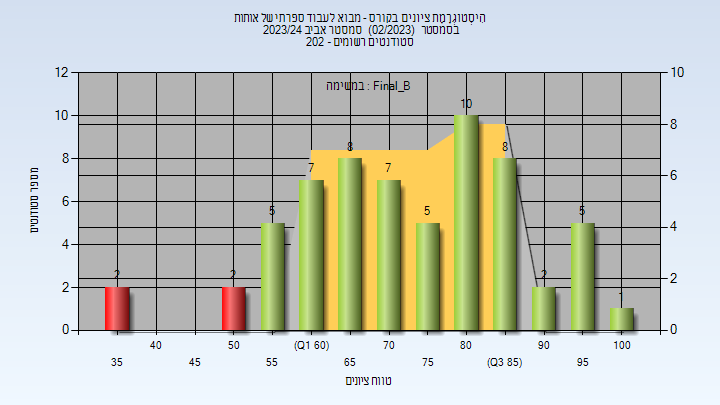 היסטוגרמת ציונים בקורס - מבוא לעבוד ספרתי של אותות
בסמסטר (02/2023) סמסטר אביב 2023/24
סטודנטים רשומים - 202
במשימה : Final_B
12 10 8 6 4 2 0
מספר סטודנטים
10 8 6 4 2 0
2 2 5 7 8 7 5 10 8 2 5 1
40 50 (Q1 60) 70 80 90 100
35 45 55 65 75 (Q3 85) 95
טווח ציונים